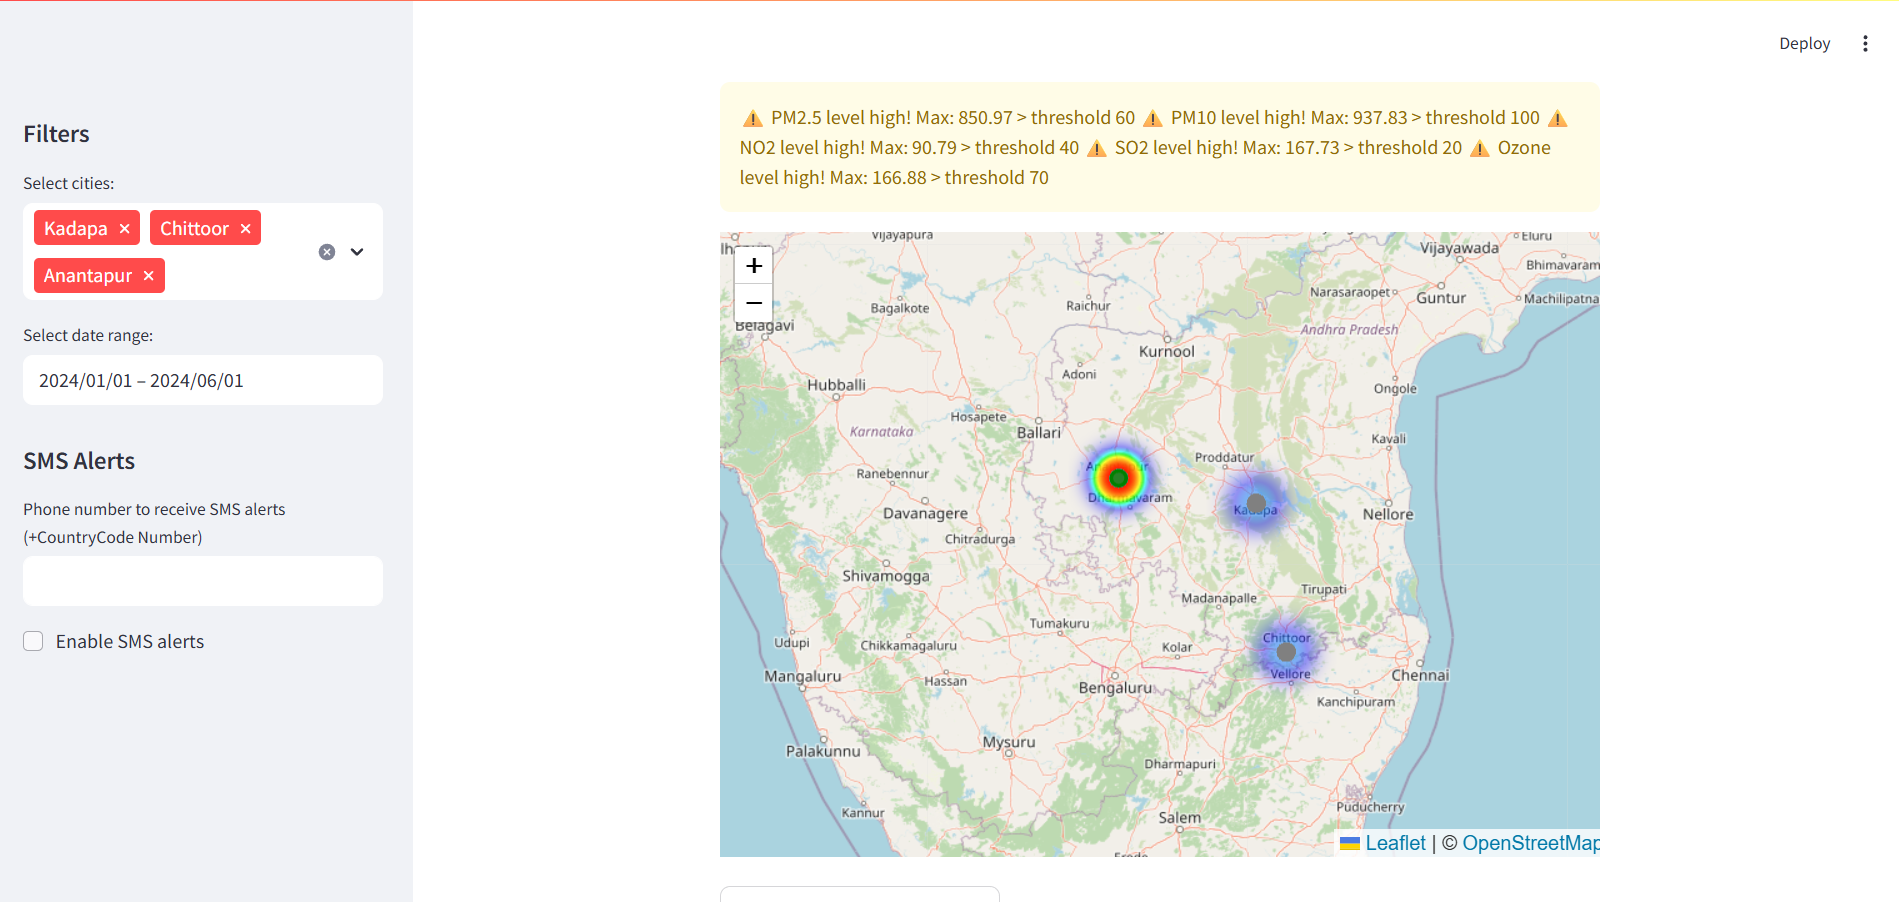 Deploy
Filters
Select cities:
Kadapa ×
Chittoor ×
Anantapur ×
Select date range:
2024/01/01 – 2024/06/01
SMS Alerts
Phone number to receive SMS alerts
(+CountryCode Number)
Enable SMS alerts
⚠️ PM2.5 level high! Max: 850.97 > threshold 60 ⚠️ PM10 level high! Max: 937.83 > threshold 100 ⚠️
NO2 level high! Max: 90.79 > threshold 40 ⚠️ SO2 level high! Max: 167.73 > threshold 20 ⚠️ Ozone
level high! Max: 166.88 > threshold 70
+
−
Vijayapura
Vijayawada
Eluru
Bhimavaram
Narasaraopet
Guntur
Machilipatna
Bagalkote
Raichur
Belagavi
Andhra Pradesh
Kurnool
Adoni
Hubballi
Ongole
Hosapete
Ballari
Karnataka
Kavali
Proddatur
Ranebennur
Dharmavaram
Kadapa
Davanagere
Nellore
Chitradurga
Shivamogga
Tirupati
Madanapalle
Tumakuru
Chittoor
Udupi
Chikkamagaluru
Kolar
Mangaluru
Hassan
Bengaluru
Vellore
Chennai
Kanchipuram
Mysuru
Palakunnu
Dharmapuri
Kannur
Puducherry
Salem
Leaflet | © OpenStreetMap